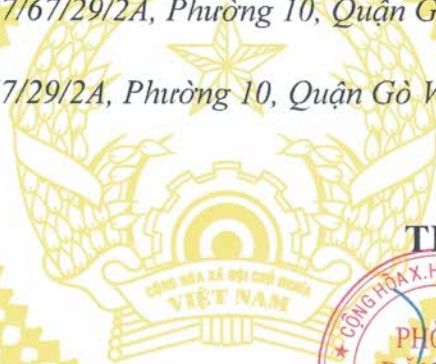 7/67/29/2A, Phường 10, Quận G
7/29/2A, Phường 10, Quận Gò V
CỘNG HÒA XÃ HỘI CHỦ NGHĨA
VIỆT NAM
T
CỘNG HÒA X.H
PHÒ